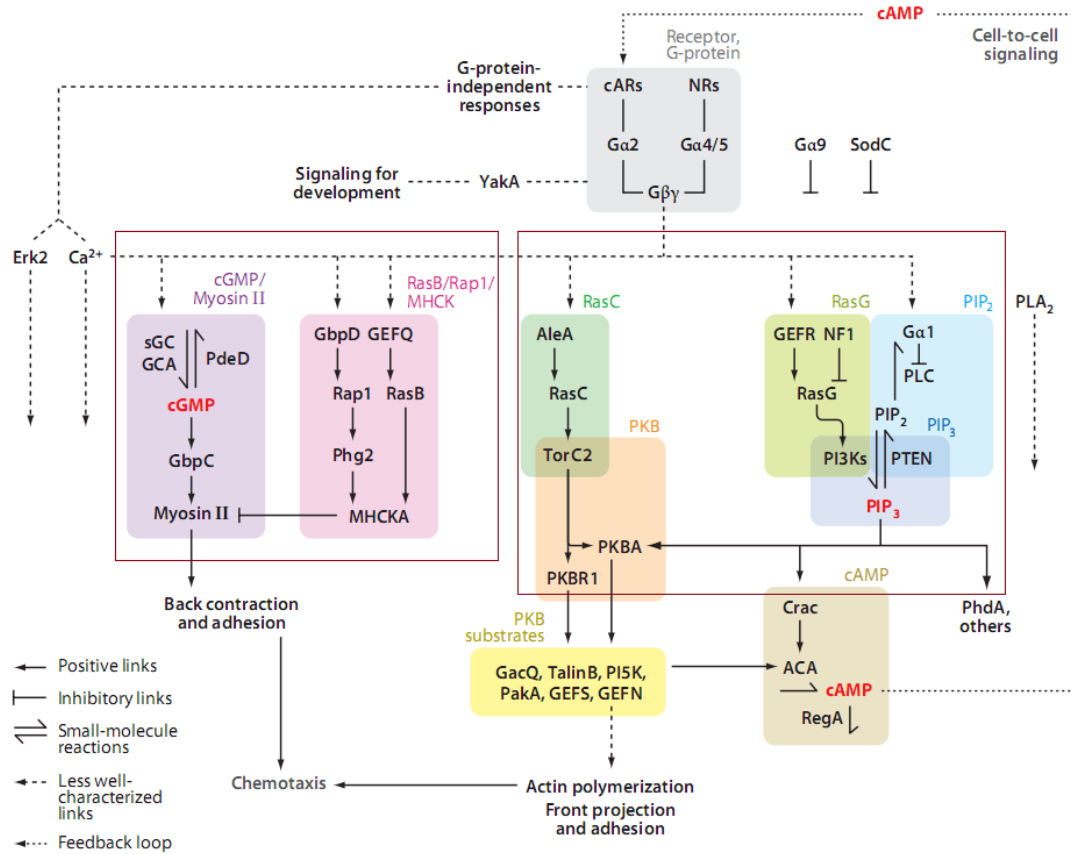 cAMP
Receptor,
G-protein
Cell-to-cell
signaling
G-protein-
independent
responses
cARs
NRs
Gα2
Gα4/5
Gα9
SodC
Signaling for
development
YakA
Gβγ
Erk2
Ca²⁺
cGMP/
Myosin II
RasB/Rap1/
MHCK
RasC
RasG
PIP₂
PLA₂
sGC
GCA
PdeD
cGMP
GbpC
Myosin II
GbpD
GEFQ
Rap1
RasB
Phg2
MHCKA
AleA
RasC
TorC2
PKB
PKBA
PKBR1
GEFR
NF1
RasG
PI3Ks
Gα1
PLC
PIP₂
PIP₃
PTEN
PIP₃
Back contraction
and adhesion
PKB
substrates
GacQ, TalinB, PI5K,
PakA, GEFS, GEFN
cAMP
Crac
ACA
cAMP
RegA
PhdA,
others
Positive links
Inhibitory links
Small-molecule
reactions
Less well-
characterized
links
Feedback loop
Chemotaxis
Actin polymerization
Front projection
and adhesion